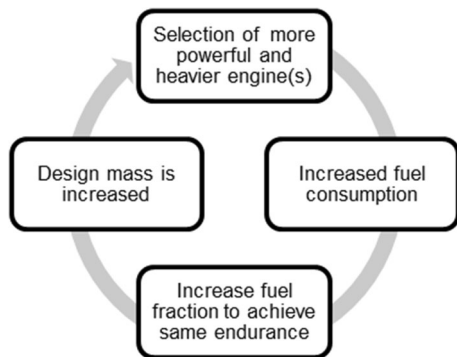 Selection of more
powerful and
heavier engine(s)
Increased fuel
consumption
Increase fuel
fraction to achieve
same endurance
Design mass is
increased